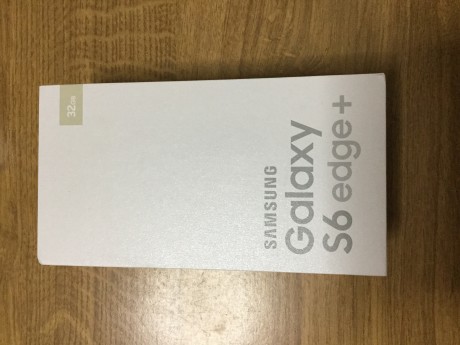 32GB
SAMSUNG
Galaxy
S6 edge+